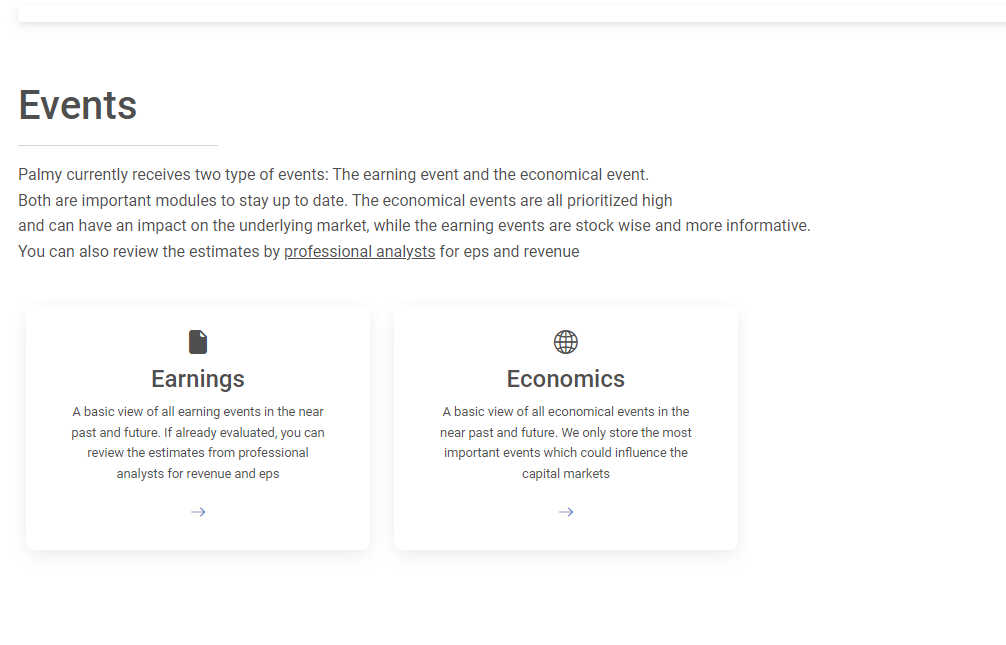 Events
Palmy currently receives two type of events: The earning event and the economical event.
Both are important modules to stay up to date. The economical events are all prioritized high
and can have an impact on the underlying market, while the earning events are stock wise and more informative.
You can also review the estimates by professional analysts for eps and revenue
Earnings
A basic view of all earning events in the near
past and future. If already evaluated, you can
review the estimates from professional
analysts for revenue and eps
Economics
A basic view of all economical events in the
near past and future. We only store the most
important events which could influence the
capital markets